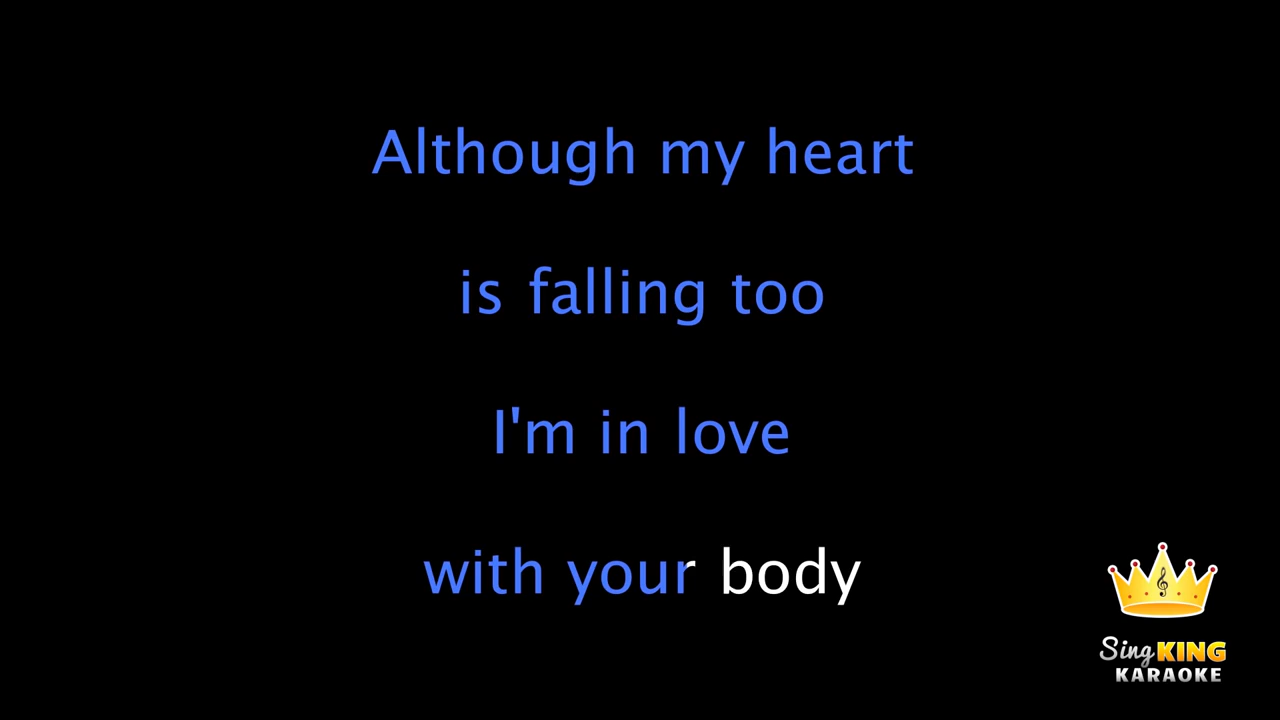 Although my heart
is falling too
I'm in love
with your body
Sing KING
KARAOKE